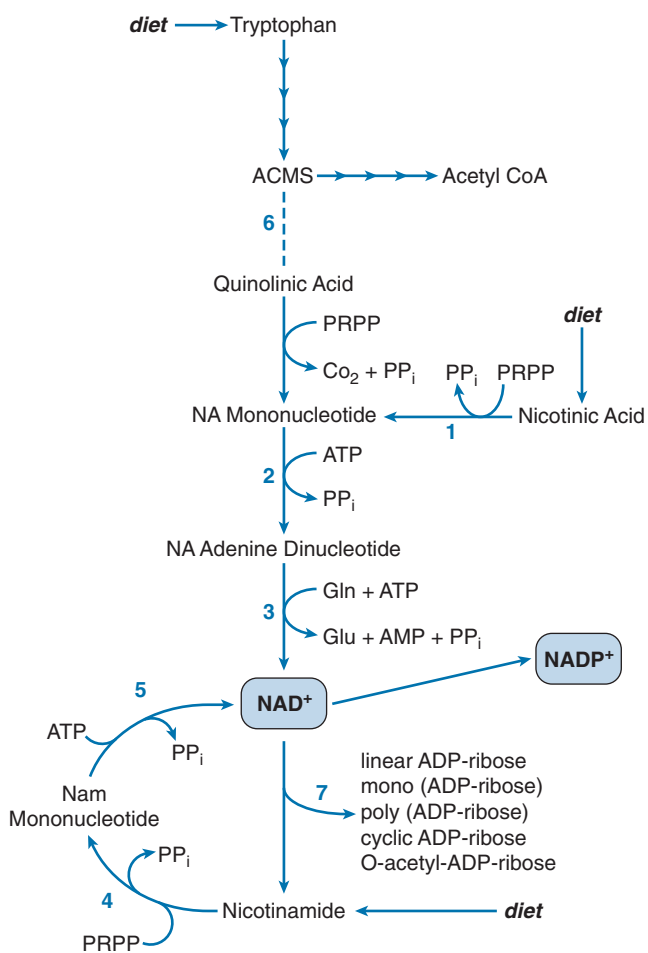 diet Tryptophan
ACMS Acetyl CoA
6
Quinolinic Acid
diet
PRPP
Co₂ + PPᵢ
PPᵢ PRPP
NA Mononucleotide
Nicotinic Acid
1
ATP
2
PPᵢ
NA Adenine Dinucleotide
Gln + ATP
3
Glu + AMP + PPᵢ
NADP⁺
5
NAD⁺
ATP
PPᵢ
linear ADP-ribose
mono (ADP-ribose)
7
poly (ADP-ribose)
cyclic ADP-ribose
O-acetyl-ADP-ribose
Nam
Mononucleotide
PPᵢ
4
Nicotinamide
diet
PRPP